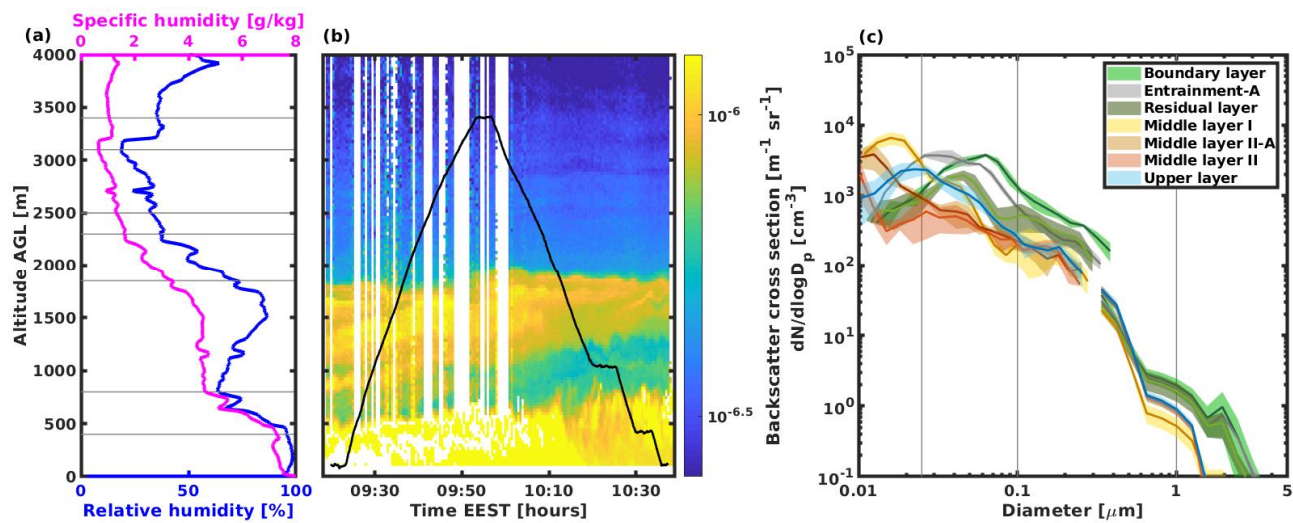 Specific humidity [g/kg]
(a)
0 2 4 6 8
(b)
(c)
4000
3500
3000
2500
2000
1500
1000
500
0
Altitude AGL [m]
0 50 100
Relative humidity [%]
09:30 09:50 10:10 10:30
Time EEST [hours]
10^-6
10^-6.5
Backscatter cross section [m^-1 sr^-1]
dN/dlogD_p [cm^-3]
10^5
10^4
10^3
10^2
10^1
10^0
10^-1
0.01 0.1 1 5
Diameter [μm]
Boundary layer
Entrainment-A
Residual layer
Middle layer I
Middle layer II-A
Middle layer II
Upper layer